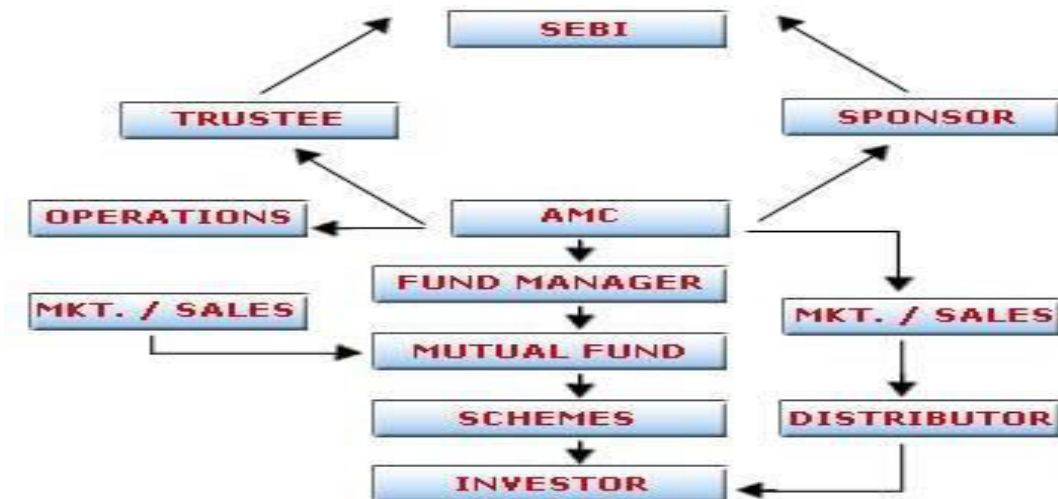 SEBI
TRUSTEE
SPONSOR
OPERATIONS
AMC
FUND MANAGER
MKT. / SALES
MKT. / SALES
MUTUAL FUND
SCHEMES
DISTRIBUTOR
INVESTOR